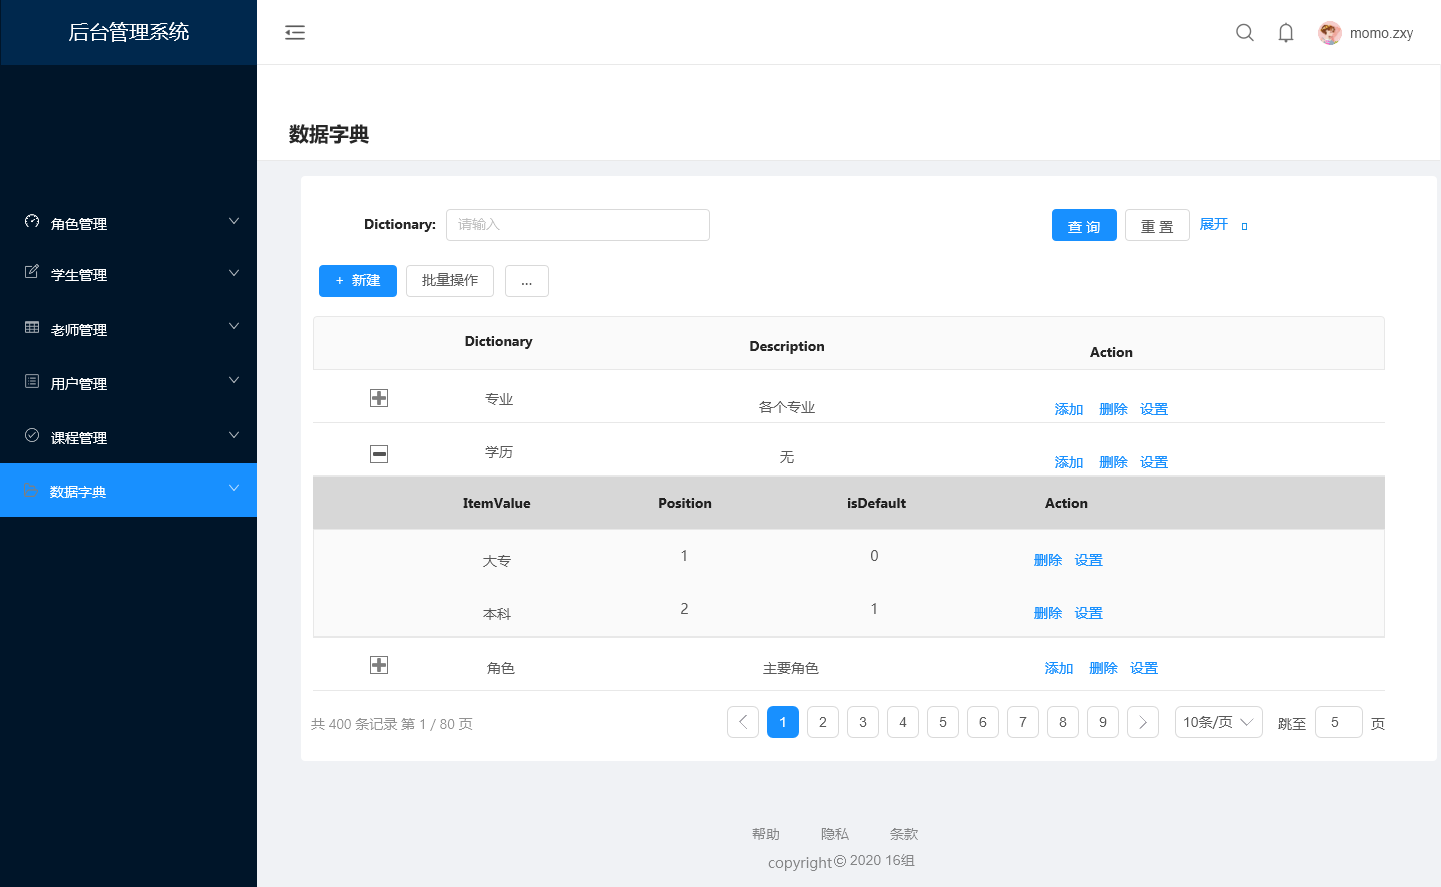 后台管理系统
momo.zxy
数据字典
角色管理
学生管理
老师管理
用户管理
课程管理
数据字典
Dictionary: 请输入 查 询 重 置 展开
+ 新建 批量操作 ...
Dictionary Description Action
专业 各个专业 添加 删除 设置
学历 无 添加 删除 设置
ItemValue Position isDefault Action
大专 1 0 删除 设置
本科 2 1 删除 设置
角色 主要角色 添加 删除 设置
共 400 条记录 第 1 / 80 页 1 2 3 4 5 6 7 8 9 10条/页 跳至 5 页
帮助 隐私 条款
copyright© 2020 16组